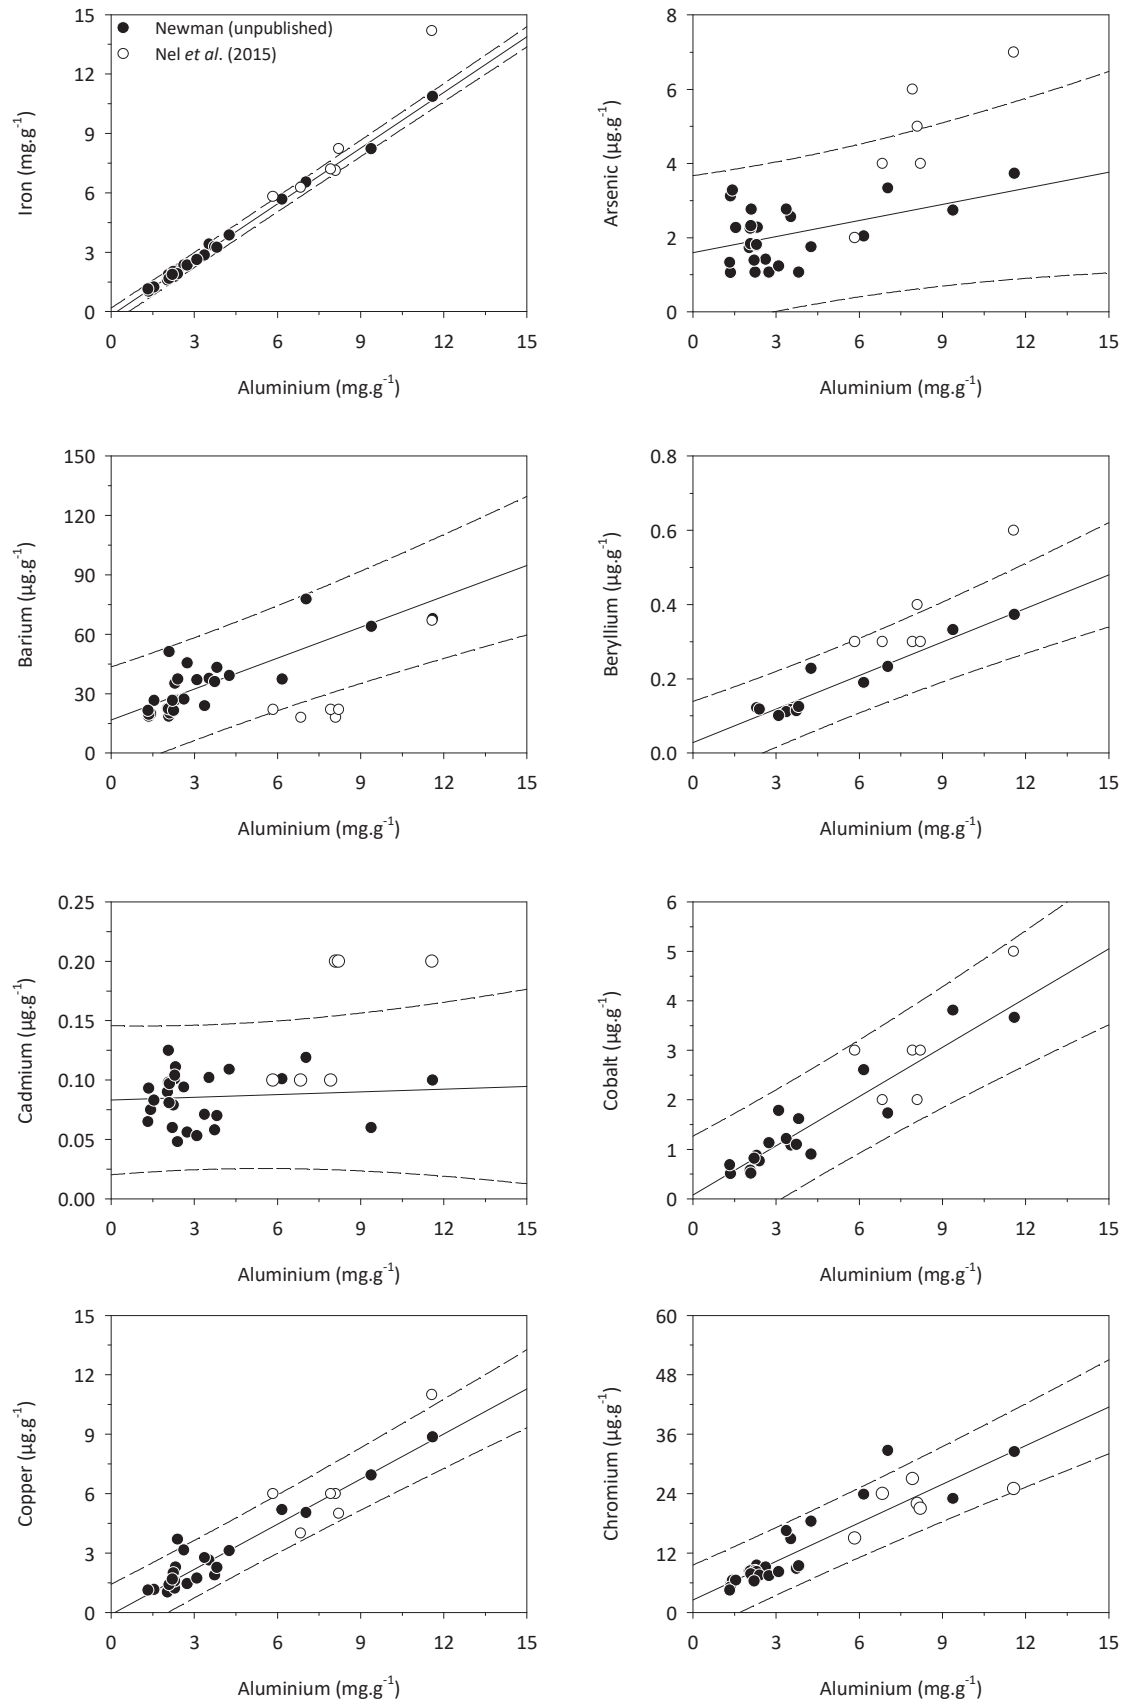 15
12
9
6
3
0
Iron (mg.g-1)
Newman (unpublished)
Nel et al. (2015)
0 3 6 9 12 15
Aluminium (mg.g-1)
8
6
4
2
0
Arsenic (µg.g-1)
0 3 6 9 12 15
Aluminium (mg.g-1)
150
120
90
60
30
0
Barium (µg.g-1)
0 3 6 9 12 15
Aluminium (mg.g-1)
0.8
0.6
0.4
0.2
0.0
Beryllium (µg.g-1)
0 3 6 9 12 15
Aluminium (mg.g-1)
0.25
0.20
0.15
0.10
0.05
0.00
Cadmium (µg.g-1)
0 3 6 9 12 15
Aluminium (mg.g-1)
6
5
4
3
2
1
0
Cobalt (µg.g-1)
0 3 6 9 12 15
Aluminium (mg.g-1)
15
12
9
6
3
0
Copper (µg.g-1)
0 3 6 9 12 15
Aluminium (mg.g-1)
60
48
36
24
12
0
Chromium (µg.g-1)
0 3 6 9 12 15
Aluminium (mg.g-1)